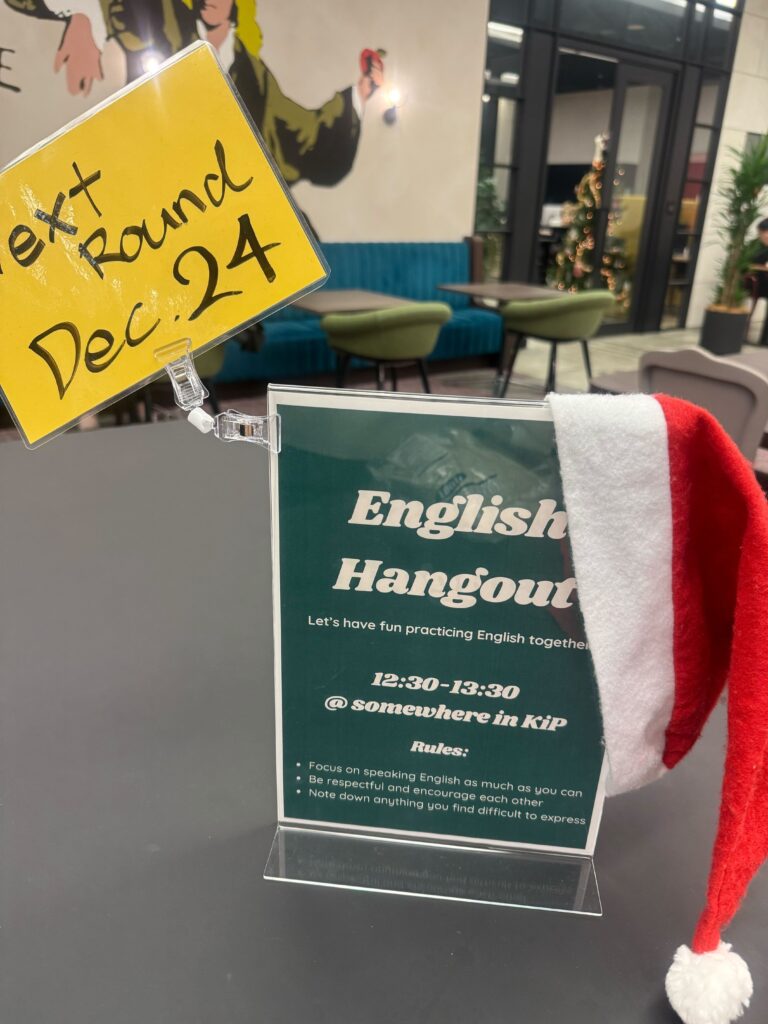 ext
Round
Dec. 24
English
Hangout
Let's have fun practicing English together
12:30-13:30
@ somewhere in KiP
Rules:
• Focus on speaking English as much as you can
• Be respectful and encourage each other
• Note down anything you find difficult to express